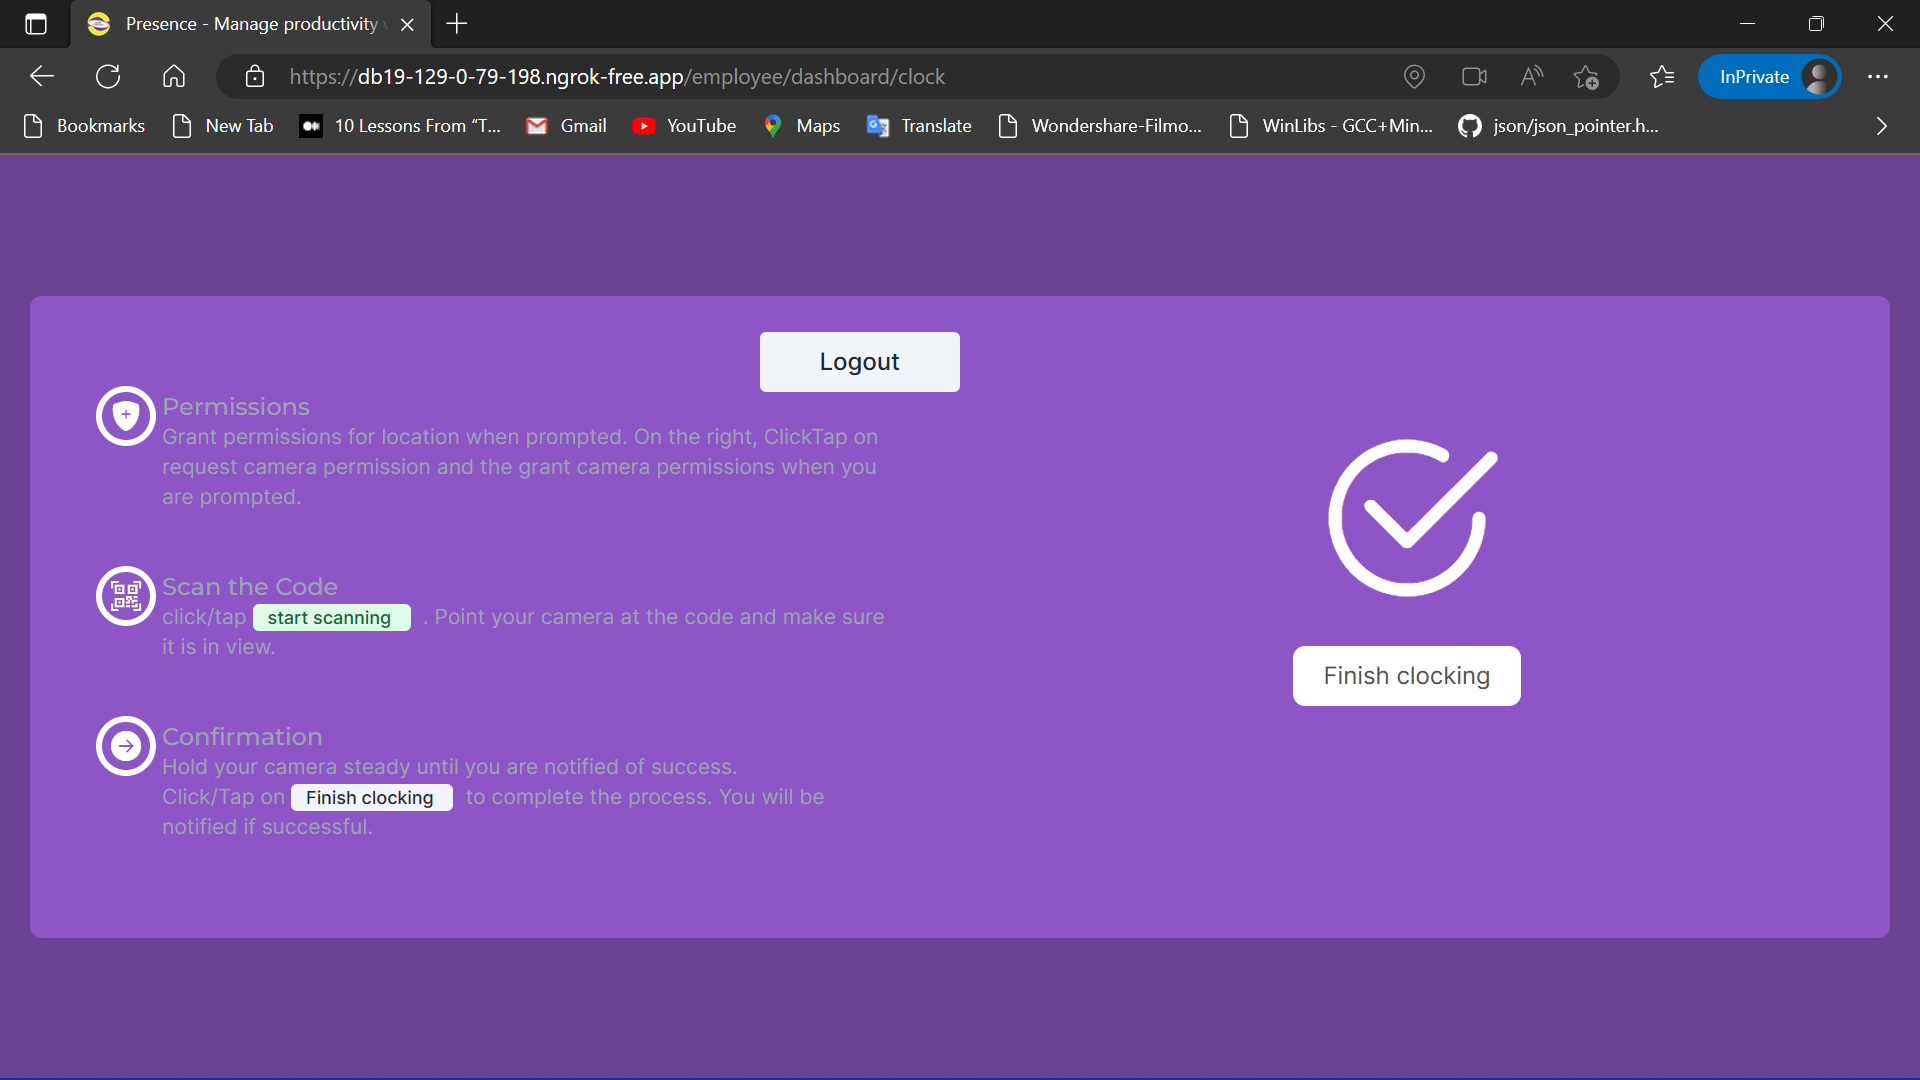 Presence - Manage productivity
https://db19-129-0-79-198.ngrok-free.app/employee/dashboard/clock
InPrivate
Bookmarks
New Tab
10 Lessons From "T...
Gmail
YouTube
Maps
Translate
Wondershare-Filmo...
WinLibs - GCC+Min...
json/json_pointer.h...
Logout
Permissions
Grant permissions for location when prompted. On the right, ClickTap on
request camera permission and the grant camera permissions when you
are prompted.
Scan the Code
click/tap start scanning . Point your camera at the code and make sure
it is in view.
Confirmation
Hold your camera steady until you are notified of success.
Click/Tap on Finish clocking to complete the process. You will be
notified if successful.
Finish clocking